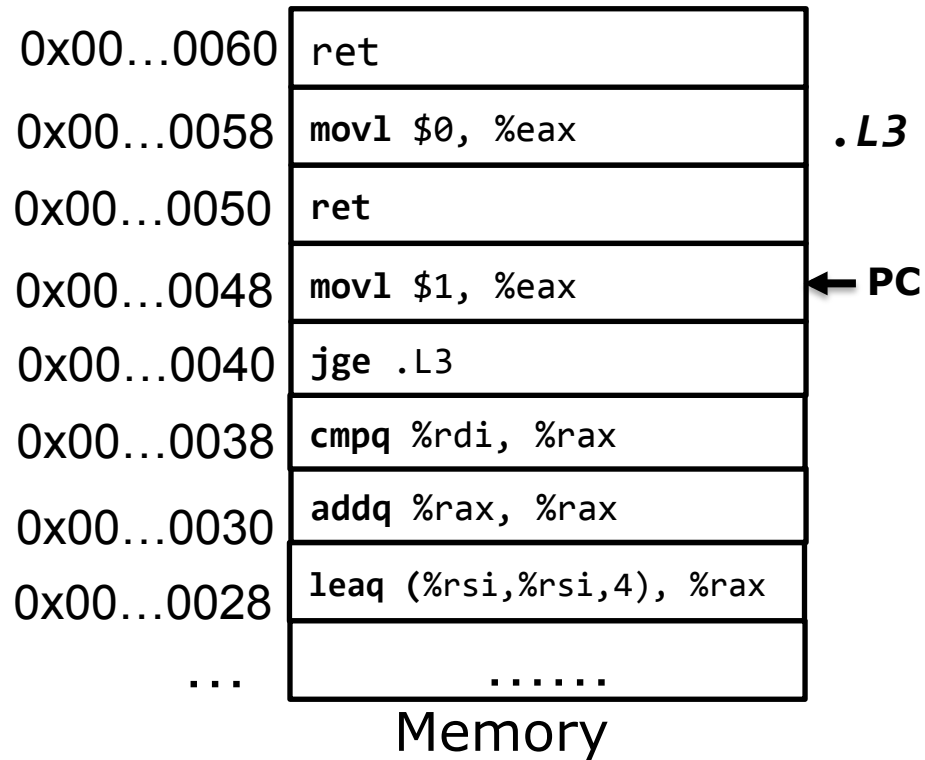 0x00…0060 ret
0x00…0058 movl $0, %eax .L3
0x00…0050 ret
0x00…0048 movl $1, %eax PC
0x00…0040 jge .L3
0x00…0038 cmpq %rdi, %rax
0x00…0030 addq %rax, %rax
0x00…0028 leaq (%rsi,%rsi,4), %rax
... ......
Memory